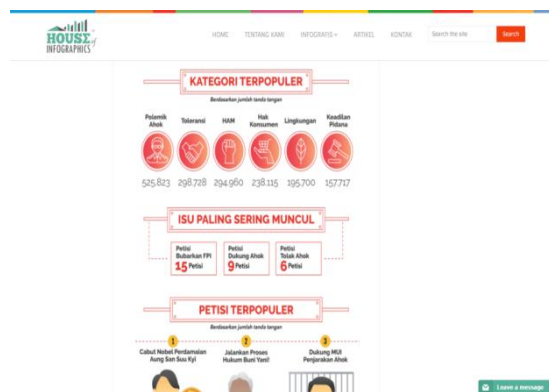 HOUSE of
INFOGRAPHICS
HOME TENTANG KAMI INFOGRAFIS ARTIKEL KONTAK Search the site Search
KATEGORI TERPOPULER
Berdasarkan jumlah tanda tangan
Polemik Ahok
Toleransi
HAM
Hak Konsumen
Lingkungan
Keadilan Pidana
525.823 298.728 294.960 238.115 195.700 157.717
ISU PALING SERING MUNCUL
Petisi
Bubarkan FPI
15 Petisi
Petisi
Dukung Ahok
9 Petisi
Petisi
Tolak Ahok
6 Petisi
PETISI TERPOPULER
Berdasarkan jumlah tanda tangan
1
Cabut Nobel Perdamaian
Aung San Suu Kyi
2
Jalankan Proses
Hukum Buni Yani!
3
Dukung MUI
Penjarakan Ahok
Leave a message